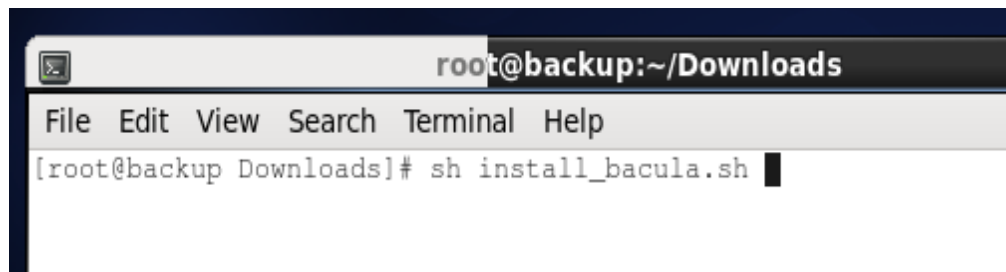 root@backup:~/Downloads
File Edit View Search Terminal Help
[root@backup Downloads]# sh install_bacula.sh